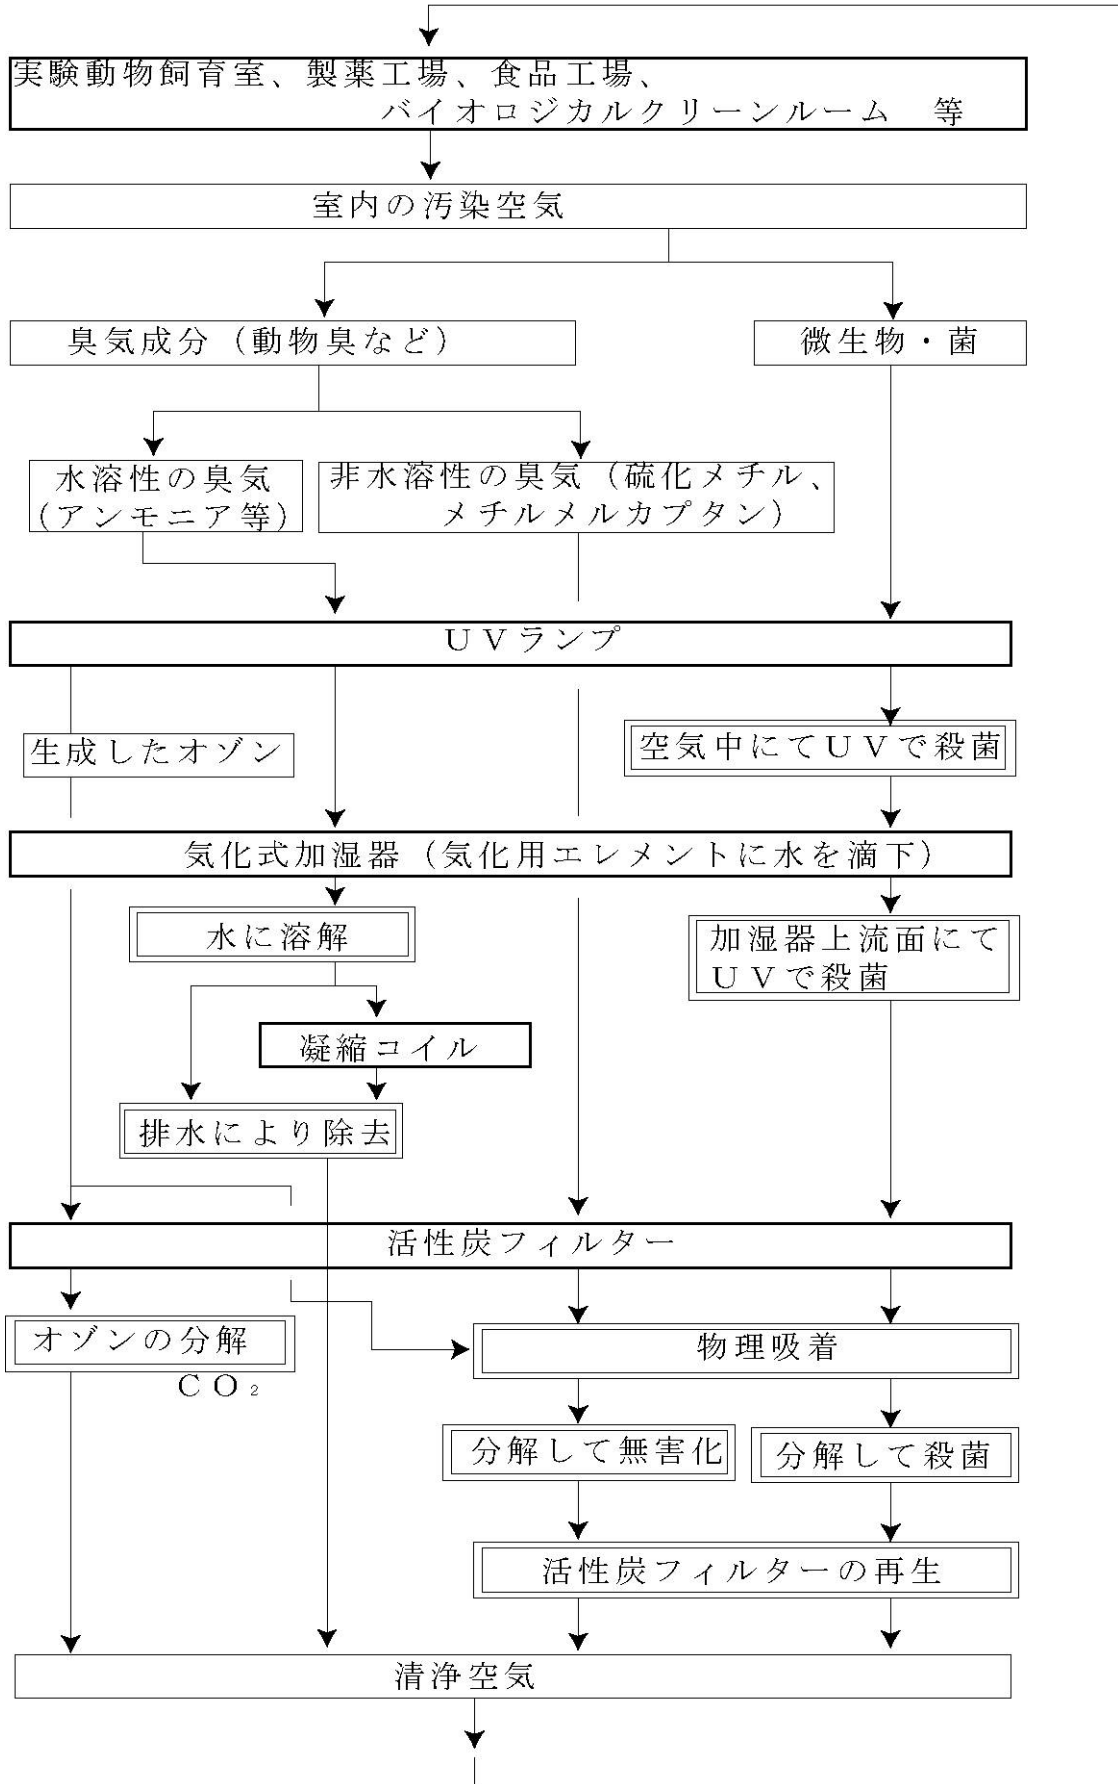 実験動物飼育室、製薬工場、食品工場、
バイオロジカルクリーンルーム　等
室内の汚染空気
臭気成分（動物臭など）
微生物・菌
水溶性の臭気
（アンモニア等）
非水溶性の臭気（硫化メチル、
メチルメルカプタン）
ＵＶランプ
生成したオゾン
空気中にてＵＶで殺菌
気化式加湿器（気化用エレメントに水を滴下）
水に溶解
加湿器上流面にて
ＵＶで殺菌
凝縮コイル
排水により除去
活性炭フィルター
オゾンの分解
ＣＯ₂
物理吸着
分解して無害化
分解して殺菌
活性炭フィルターの再生
清浄空気